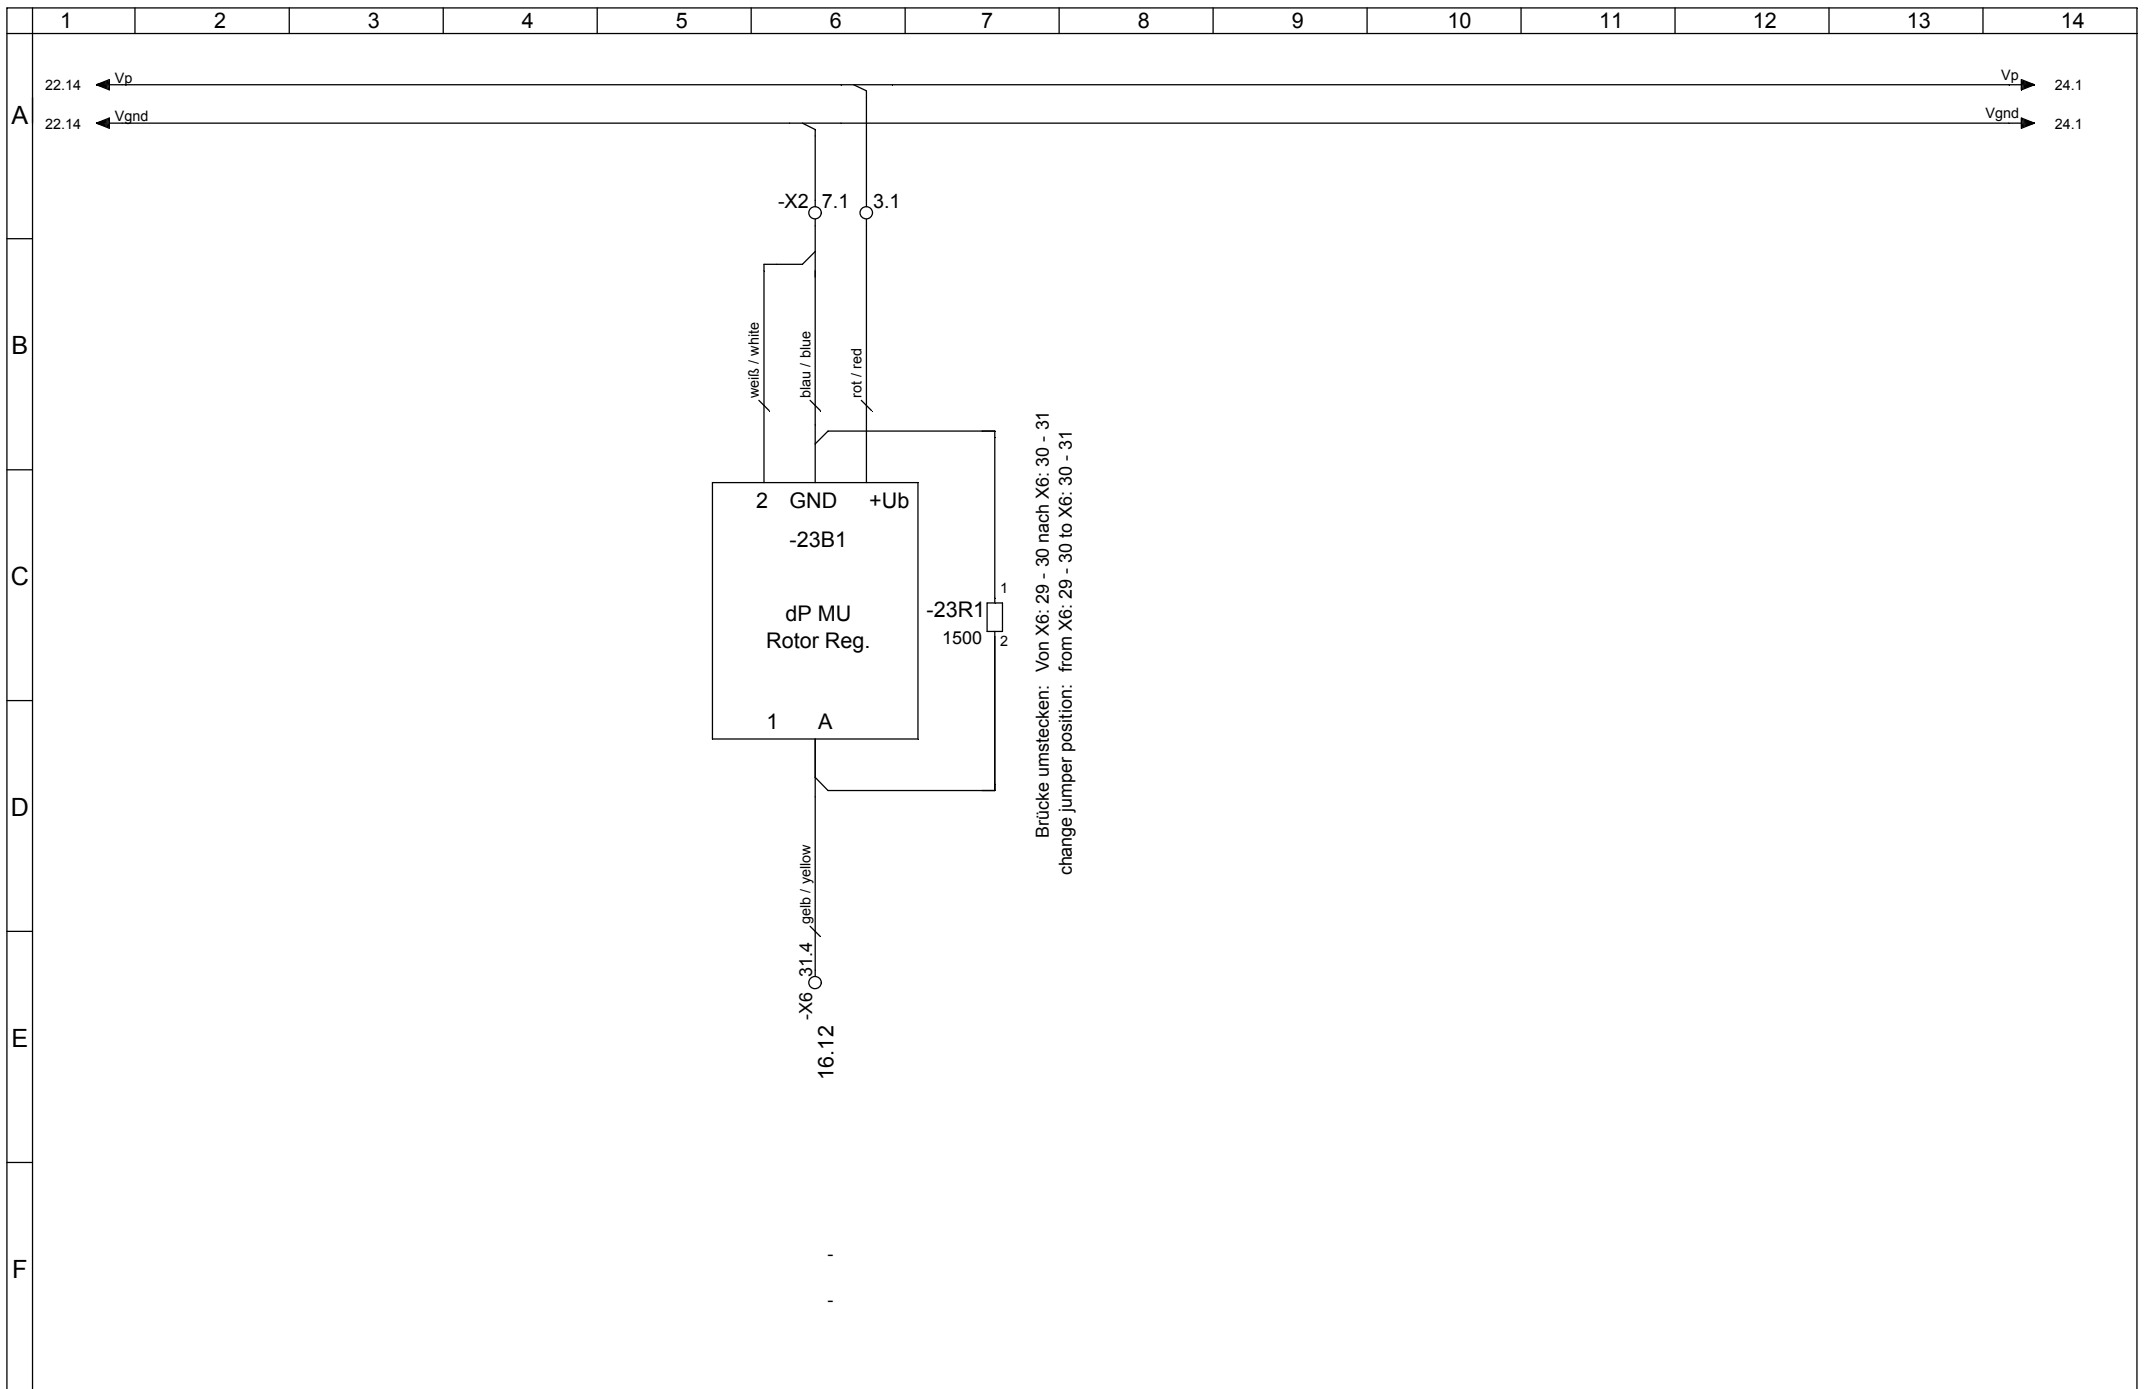 1 2 3 4 5 6 7 8 9 10 11 12 13 14
22.14 Vp Vp 24.1
A
22.14 Vgnd Vgnd 24.1
-X2 7.1 3.1
B
weiß / white
blau / blue
rot / red
Brücke umstecken: Von X6: 29 - 30 nach X6: 30 - 31
change jumper position: from X6: 29 - 30 to X6: 30 - 31
2 GND +Ub
-23B1
C
1
dP MU
-23R1
Rotor Reg.
1500
2
1 A
D
gelb / yellow
31.4
-X6
E
16.12
-
F
-